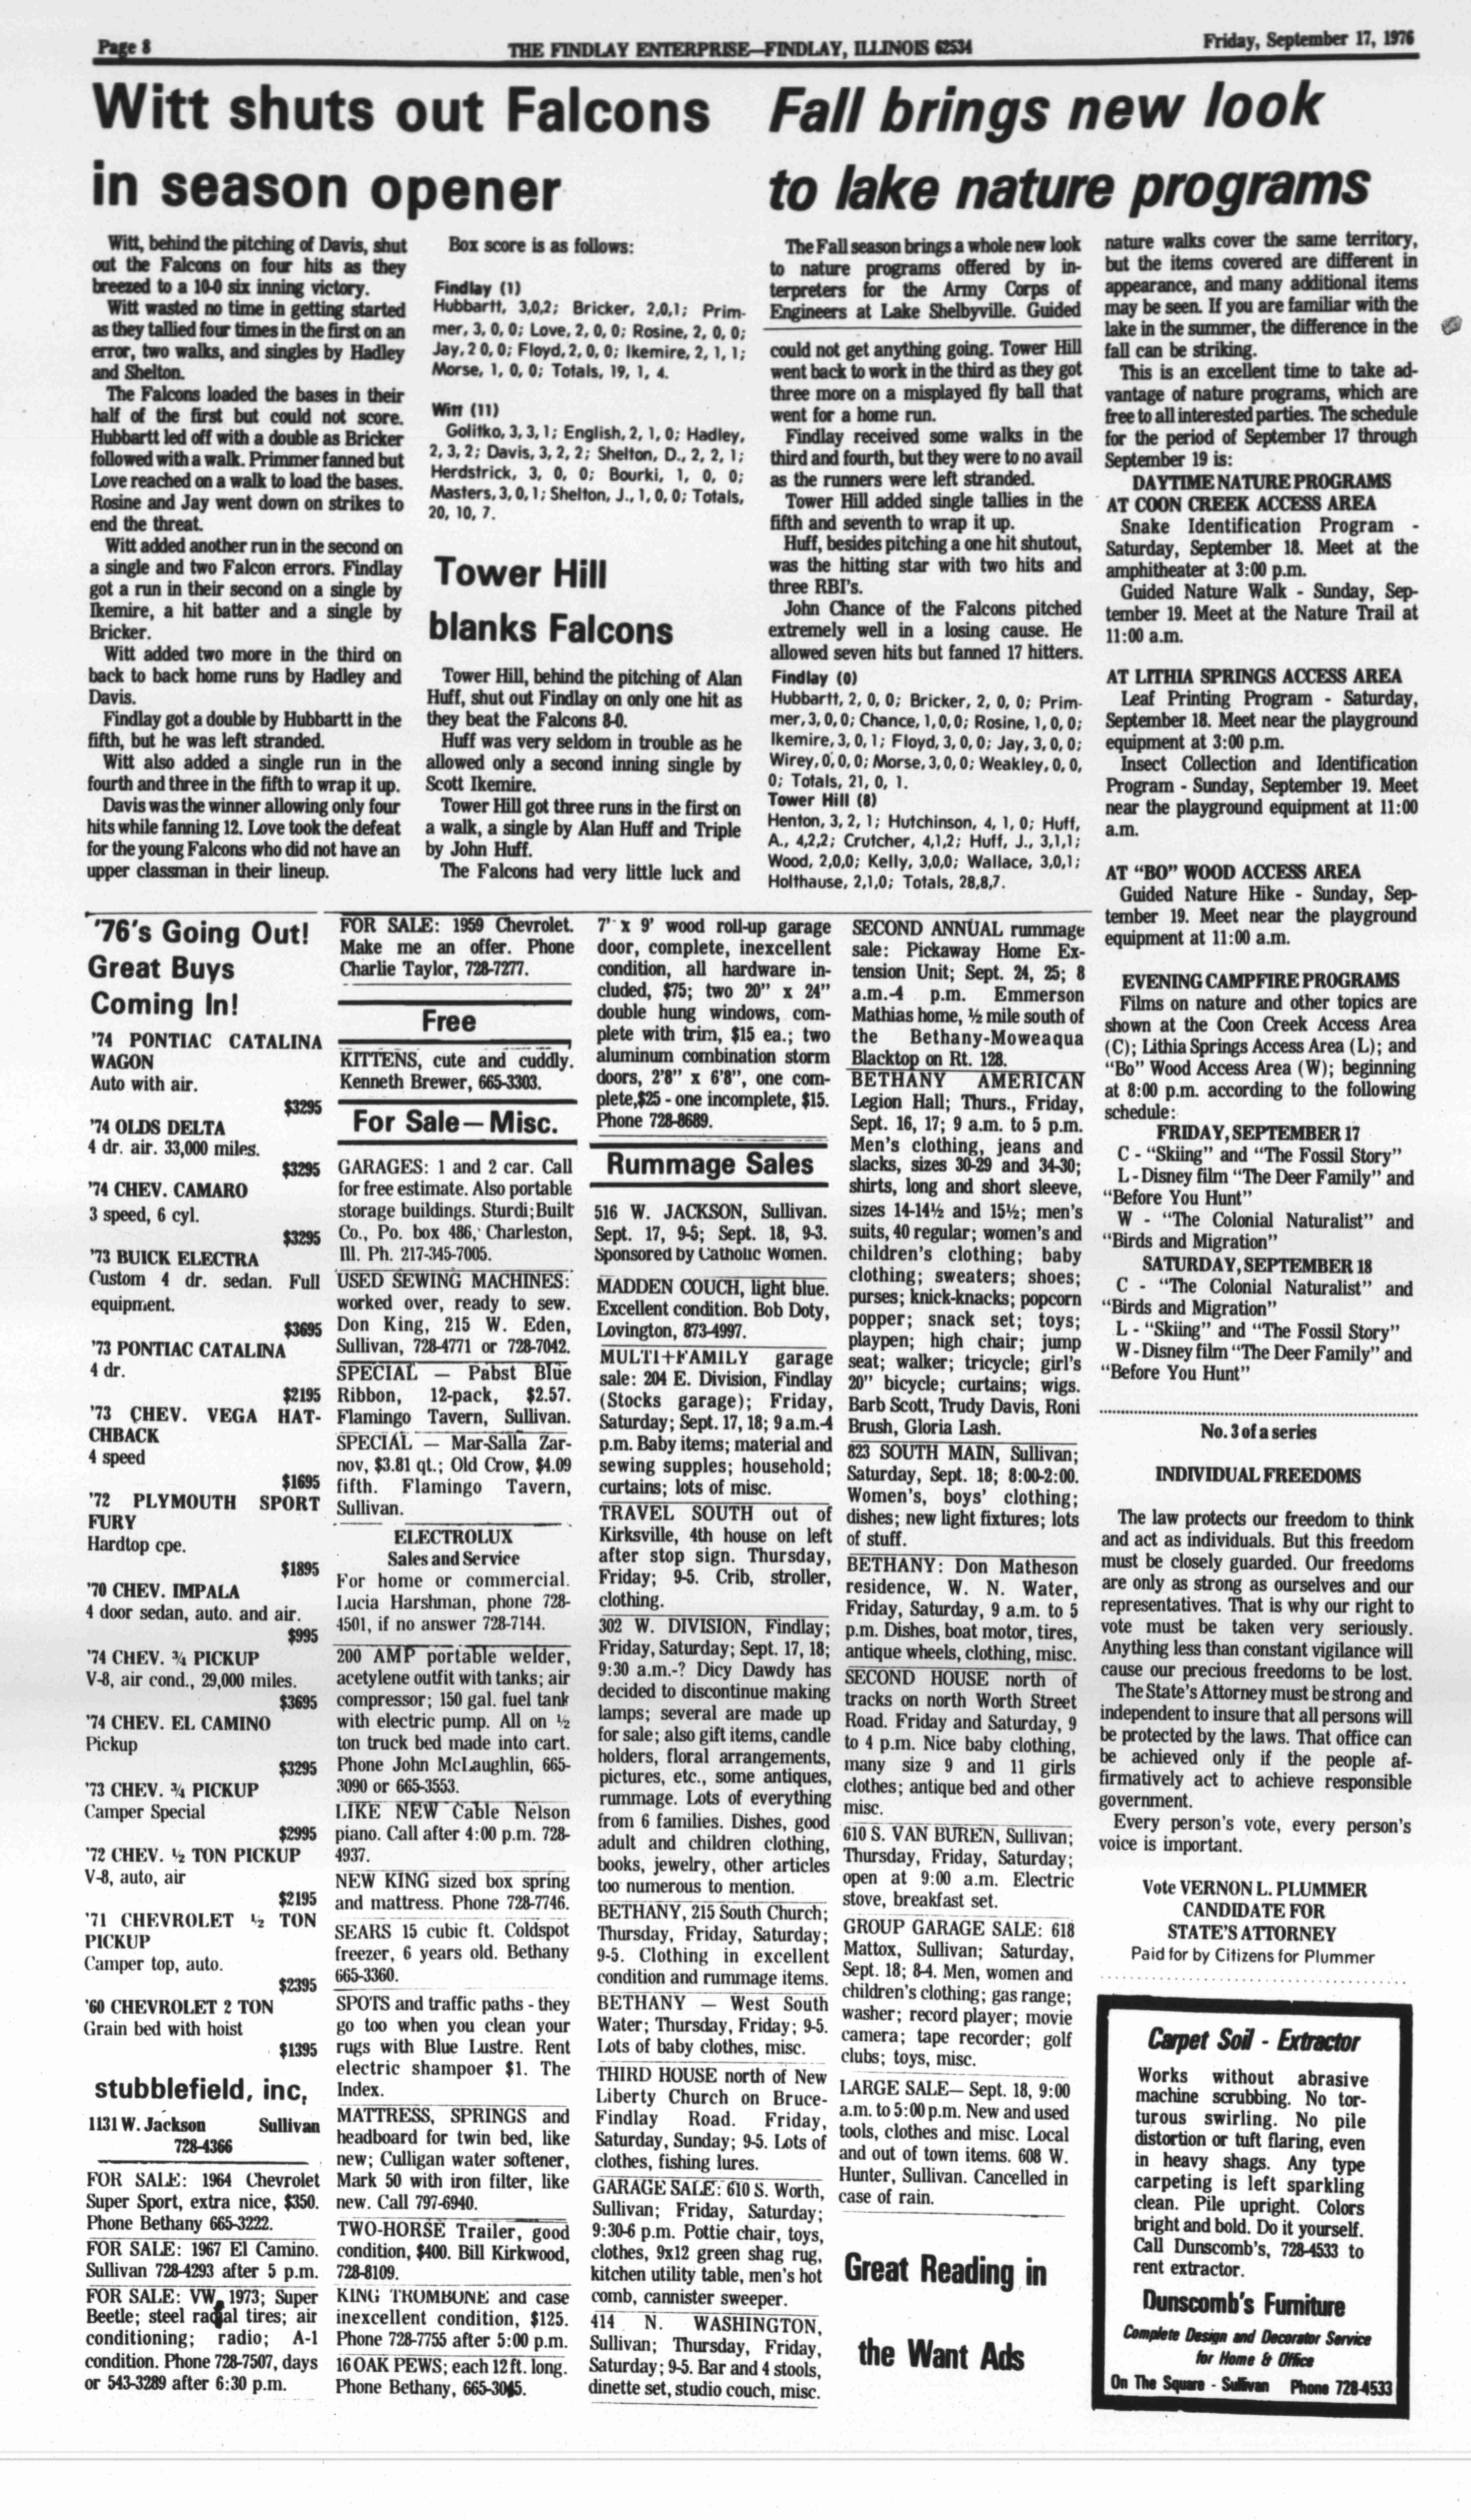 Page 8
THE FINDLAY ENTERPRISE—FINDLAY, ILLINOIS 62534
Friday, September 17, 1976
Witt shuts out Falcons
in season opener
Witt, behind the pitching of Davis, shut
out the Falcons on four hits as they
breezed to a 10-0 six inning victory.
Witt wasted no time in getting started
as they tallied four times in the first on an
error, two walks, and singles by Hadley
and Shelton.
The Falcons loaded the bases in their
half of the first but could not score.
Hubbartt led off with a double as Bricker
followed with a walk. Primmer fanned but
Love reached on a walk to load the bases.
Rosine and Jay went down on strikes to
end the threat.
Witt added another run in the second on
a single and two Falcon errors. Findlay
got a run in their second on a single by
Ikemire, a hit batter and a single by
Bricker.
Witt added two more in the third on
back to back home runs by Hadley and
Davis.
Findlay got a double by Hubbartt in the
fifth, but he was left stranded.
Witt also added a single run in the
fourth and three in the fifth to wrap it up.
Davis was the winner allowing only four
hits while fanning 12. Love took the defeat
for the young Falcons who did not have an
upper classman in their lineup.
Box score is as follows:
Findlay (1)
Hubbartt, 3,0,2; Bricker, 2,0,1; Prim-
mer, 3, 0, 0; Love, 2, 0, 0; Rosine, 2, 0, 0;
Jay, 2 0, 0; Floyd, 2, 0, 0; Ikemire, 2, 1, 1;
Morse, 1, 0, 0; Totals, 19, 1, 4.
Witt (11)
Golitko, 3, 3, 1; English, 2, 1, 0; Hadley,
2, 3, 2; Davis, 3, 2, 2; Shelton, D., 2, 2, 1;
Herdstrick, 3, 0, 0; Bourki, 1, 0, 0;
Masters, 3, 0, 1; Shelton, J., 1, 0, 0; Totals,
20, 10, 7.
Tower Hill
blanks Falcons
Tower Hill, behind the pitching of Alan
Huff, shut out Findlay on only one hit as
they beat the Falcons 8-0.
Huff was very seldom in trouble as he
allowed only a second inning single by
Scott Ikemire.
Tower Hill got three runs in the first on
a walk, a single by Alan Huff and Triple
by John Huff.
The Falcons had very little luck and
could not get anything going. Tower Hill
went back to work in the third as they got
three more on a misplayed fly ball that
went for a home run.
Findlay received some walks in the
third and fourth, but they were to no avail
as the runners were left stranded.
Tower Hill added single tallies in the
fifth and seventh to wrap it up.
Huff, besides pitching a one hit shutout,
was the hitting star with two hits and
three RBI's.
John Chance of the Falcons pitched
extremely well in a losing cause. He
allowed seven hits but fanned 17 hitters.
Findlay (0)
Hubbartt, 2, 0, 0; Bricker, 2, 0, 0; Prim-
mer, 3, 0, 0; Chance, 1, 0, 0; Rosine, 1, 0, 0;
Ikemire, 3, 0, 1; Floyd, 3, 0, 0; Jay, 3, 0, 0;
Wirey, 0, 0, 0; Morse, 3, 0, 0; Weakley, 0, 0,
0; Totals, 21, 0, 1.
Tower Hill (8)
Henton, 3, 2, 1; Hutchinson, 4, 1, 0; Huff,
A., 4,2,2; Crutcher, 4,1,2; Huff, J., 3,1,1;
Wood, 2,0,0; Kelly, 3,0,0; Wallace, 3,0,1;
Holthause, 2,1,0; Totals, 28,8,7.
Fall brings new look
to lake nature programs
The Fall season brings a whole new look
to nature programs offered by in-
terpreters for the Army Corps of
Engineers at Lake Shelbyville. Guided
nature walks cover the same territory,
but the items covered are different in
appearance, and many additional items
may be seen. If you are familiar with the
lake in the summer, the difference in the
fall can be striking.
This is an excellent time to take ad-
vantage of nature programs, which are
free to all interested parties. The schedule
for the period of September 17 through
September 19 is:
DAYTIME NATURE PROGRAMS
AT COON CREEK ACCESS AREA
Snake Identification Program -
Saturday, September 18. Meet at the
amphitheater at 3:00 p.m.
Guided Nature Walk - Sunday, Sep-
tember 19. Meet at the Nature Trail at
11:00 a.m.
AT LITHIA SPRINGS ACCESS AREA
Leaf Printing Program - Saturday,
September 18. Meet near the playground
equipment at 3:00 p.m.
Insect Collection and Identification
Program - Sunday, September 19. Meet
near the playground equipment at 11:00
a.m.
AT "BO" WOOD ACCESS AREA
Guided Nature Hike - Sunday, Sep-
tember 19. Meet near the playground
equipment at 11:00 a.m.
EVENING CAMPFIRE PROGRAMS
Films on nature and other topics are
shown at the Coon Creek Access Area
(C); Lithia Springs Access Area (L); and
"Bo" Wood Access Area (W); beginning
at 8:00 p.m. according to the following
schedule:
FRIDAY, SEPTEMBER 17
C - "Skiing" and "The Fossil Story"
L - Disney film "The Deer Family" and
"Before You Hunt"
W - "The Colonial Naturalist" and
"Birds and Migration"
SATURDAY, SEPTEMBER 18
C - "The Colonial Naturalist" and
"Birds and Migration"
L - "Skiing" and "The Fossil Story"
W - Disney film "The Deer Family" and
"Before You Hunt"
No. 3 of a series
INDIVIDUAL FREEDOMS
The law protects our freedom to think
and act as individuals. But this freedom
must be closely guarded. Our freedoms
are only as strong as ourselves and our
representatives. That is why our right to
vote must be taken very seriously.
Anything less than constant vigilance will
cause our precious freedoms to be lost.
The State's Attorney must be strong and
independent to insure that all persons will
be protected by the laws. That office can
be achieved only if the people af-
firmatively act to achieve responsible
government.
Every person's vote, every person's
voice is important.
Vote VERNON L. PLUMMER
CANDIDATE FOR
STATE'S ATTORNEY
Paid for by Citizens for Plummer
Carpet Soil - Extractor
Works without abrasive
machine scrubbing. No tor-
turous swirling. No pile
distortion or tuft flaring, even
in heavy shags. Any type
carpeting is left sparkling
clean. Pile upright. Colors
bright and bold. Do it yourself.
Call Dunscomb's, 728-4533 to
rent extractor.
Dunscomb's Furniture
Complete Design and Decorator Service
for Home & Office
On The Square - Sullivan Phone 728-4533
'76's Going Out!
Great Buys
Coming In!
'74 PONTIAC CATALINA
WAGON
Auto with air.
$3295
'74 OLDS DELTA
4 dr. air. 33,000 miles.
$3295
'74 CHEV. CAMARO
3 speed, 6 cyl.
$3295
'73 BUICK ELECTRA
Custom 4 dr. sedan. Full
equipment.
$3695
'73 PONTIAC CATALINA
4 dr.
$2195
'73 CHEV. VEGA HAT-
CHBACK
4 speed
$1695
'72 PLYMOUTH SPORT
FURY
Hardtop cpe.
$1895
'70 CHEV. IMPALA
4 door sedan, auto. and air.
$995
'74 CHEV. ¾ PICKUP
V-8, air cond., 29,000 miles.
$3695
'74 CHEV. EL CAMINO
Pickup
$3295
'73 CHEV. ¾ PICKUP
Camper Special
$2995
'72 CHEV. ½ TON PICKUP
V-8, auto, air
$2195
'71 CHEVROLET ½ TON
PICKUP
Camper top, auto.
$2395
'60 CHEVROLET 2 TON
Grain bed with hoist
$1395
stubblefield, inc,
1131 W. Jackson Sullivan
728-4366
FOR SALE: 1964 Chevrolet
Super Sport, extra nice, $350.
Phone Bethany 665-3222.
FOR SALE: 1967 El Camino.
Sullivan 728-4293 after 5 p.m.
FOR SALE: VW, 1973; Super
Beetle; steel radial tires; air
conditioning; radio; A-1
condition. Phone 728-7507, days
or 543-3289 after 6:30 p.m.
FOR SALE: 1959 Chevrolet.
Make me an offer. Phone
Charlie Taylor, 728-7277.
Free
KITTENS, cute and cuddly.
Kenneth Brewer, 665-3303.
For Sale—Misc.
GARAGES: 1 and 2 car. Call
for free estimate. Also portable
storage buildings. Sturdi;Built
Co., Po. box 486, Charleston,
Ill. Ph. 217-345-7005.
USED SEWING MACHINES:
worked over, ready to sew.
Don King, 215 W. Eden,
Sullivan, 728-4771 or 728-7042.
SPECIAL — Pabst Blue
Ribbon, 12-pack, $2.57.
Flamingo Tavern, Sullivan.
SPECIAL — Mar-Salla Zar-
nov, $3.81 qt.; Old Crow, $4.09
fifth. Flamingo Tavern,
Sullivan.
ELECTROLUX
Sales and Service
For home or commercial.
Lucia Harshman, phone 728-
4501, if no answer 728-7144.
200 AMP portable welder,
acetylene outfit with tanks; air
compressor; 150 gal. fuel tank
with electric pump. All on ½
ton truck bed made into cart.
Phone John McLaughlin, 665-
3090 or 665-3553.
LIKE NEW Cable Nelson
piano. Call after 4:00 p.m. 728-
4937.
NEW KING sized box spring
and mattress. Phone 728-7746.
SEARS 15 cubic ft. Coldspot
freezer, 6 years old. Bethany
665-3360.
SPOTS and traffic paths - they
go too when you clean your
rugs with Blue Lustre. Rent
electric shampoer $1. The
Index.
MATTRESS, SPRINGS and
headboard for twin bed, like
new; Culligan water softener,
Mark 50 with iron filter, like
new. Call 797-6940.
TWO-HORSE Trailer, good
condition, $400. Bill Kirkwood,
728-8109.
KING TROMBONE and case
inexcellent condition, $125.
Phone 728-7755 after 5:00 p.m.
16 OAK PEWS; each 12 ft. long.
Phone Bethany, 665-3045.
7' x 9' wood roll-up garage
door, complete, inexcellent
condition, all hardware in-
cluded, $75; two 20" x 24"
double hung windows, com-
plete with trim, $15 ea.; two
aluminum combination storm
doors, 2'8" x 6'8", one com-
plete,$25 - one incomplete, $15.
Phone 728-8689.
Rummage Sales
516 W. JACKSON, Sullivan.
Sept. 17, 9-5; Sept. 18, 9-3.
Sponsored by Catholic Women.
MADDEN COUCH, light blue.
Excellent condition. Bob Doty,
Lovington, 873-4997.
MULTI+FAMILY garage
sale: 204 E. Division, Findlay
(Stocks garage); Friday,
Saturday; Sept. 17, 18; 9 a.m.-4
p.m. Baby items; material and
sewing supples; household;
curtains; lots of misc.
TRAVEL SOUTH out of
Kirksville, 4th house on left
after stop sign. Thursday,
Friday; 9-5. Crib, stroller,
clothing.
302 W. DIVISION, Findlay;
Friday, Saturday; Sept. 17, 18;
9:30 a.m.-? Dicy Dawdy has
decided to discontinue making
lamps; several are made up
for sale; also gift items, candle
holders, floral arrangements,
pictures, etc., some antiques,
rummage. Lots of everything
from 6 families. Dishes, good
adult and children clothing,
books, jewelry, other articles
too numerous to mention.
BETHANY, 215 South Church;
Thursday, Friday, Saturday;
9-5. Clothing in excellent
condition and rummage items.
BETHANY — West South
Water; Thursday, Friday; 9-5.
Lots of baby clothes, misc.
THIRD HOUSE north of New
Liberty Church on Bruce-
Findlay Road. Friday,
Saturday, Sunday; 9-5. Lots of
clothes, fishing lures.
GARAGE SALE: 610 S. Worth,
Sullivan; Friday, Saturday;
9:30-6 p.m. Pottie chair, toys,
clothes, 9x12 green shag rug,
kitchen utility table, men's hot
comb, cannister sweeper.
414 N. WASHINGTON,
Sullivan; Thursday, Friday,
Saturday; 9-5. Bar and 4 stools,
dinette set, studio couch, misc.
SECOND ANNUAL rummage
sale: Pickaway Home Ex-
tension Unit; Sept. 24, 25; 8
a.m.-4 p.m. Emmerson
Mathias home, ½ mile south of
the Bethany-Moweaqua
Blacktop on Rt. 128.
BETHANY AMERICAN
Legion Hall; Thurs., Friday,
Sept. 16, 17; 9 a.m. to 5 p.m.
Men's clothing, jeans and
slacks, sizes 30-29 and 34-30;
shirts, long and short sleeve,
sizes 14-14½ and 15½; men's
suits, 40 regular; women's and
children's clothing; baby
clothing; sweaters; shoes;
purses; knick-knacks; popcorn
popper; snack set; toys;
playpen; high chair; jump
seat; walker; tricycle; girl's
20" bicycle; curtains; wigs.
Barb Scott, Trudy Davis, Roni
Brush, Gloria Lash.
823 SOUTH MAIN, Sullivan;
Saturday, Sept. 18; 8:00-2:00.
Women's, boys' clothing;
dishes; new light fixtures; lots
of stuff.
BETHANY: Don Matheson
residence, W. N. Water,
Friday, Saturday, 9 a.m. to 5
p.m. Dishes, boat motor, tires,
antique wheels, clothing, misc.
SECOND HOUSE north of
tracks on north Worth Street
Road. Friday and Saturday, 9
to 4 p.m. Nice baby clothing,
many size 9 and 11 girls
clothes; antique bed and other
misc.
610 S. VAN BUREN, Sullivan;
Thursday, Friday, Saturday;
open at 9:00 a.m. Electric
stove, breakfast set.
GROUP GARAGE SALE: 618
Mattox, Sullivan; Saturday,
Sept. 18; 8-4. Men, women and
children's clothing; gas range;
washer; record player; movie
camera; tape recorder; golf
clubs; toys, misc.
LARGE SALE— Sept. 18, 9:00
a.m. to 5:00 p.m. New and used
tools, clothes and misc. Local
and out of town items. 608 W.
Hunter, Sullivan. Cancelled in
case of rain.
Great Reading in
the Want Ads